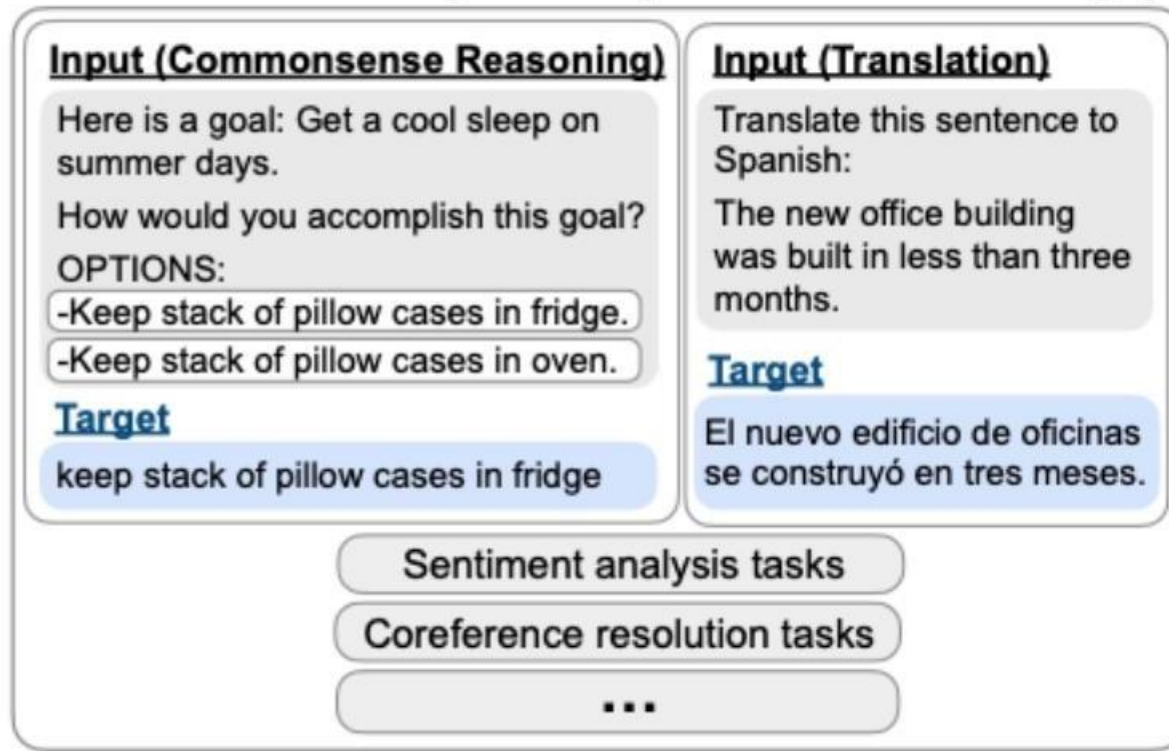 Input (Commonsense Reasoning)
Here is a goal: Get a cool sleep on
summer days.
How would you accomplish this goal?
OPTIONS:
-Keep stack of pillow cases in fridge.
-Keep stack of pillow cases in oven.
Target
keep stack of pillow cases in fridge
Input (Translation)
Translate this sentence to
Spanish:
The new office building
was built in less than three
months.
Target
El nuevo edificio de oficinas
se construyó en tres meses.
Sentiment analysis tasks
Coreference resolution tasks
...